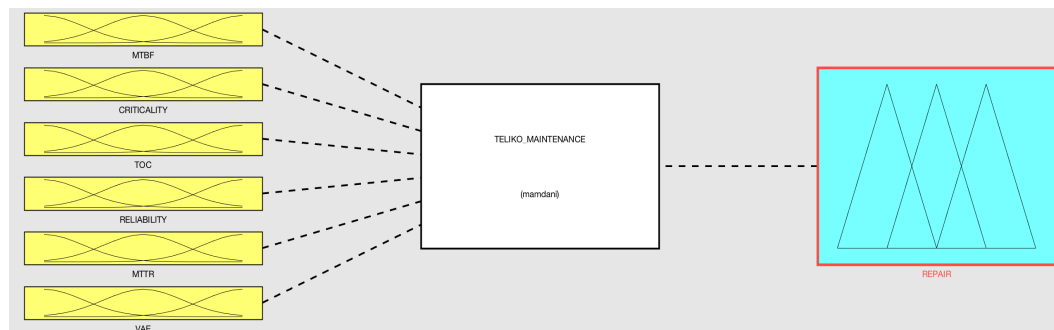 MTBF
CRITICALITY
TOC
RELIABILITY
MTTR
TELIKO_MAINTENANCE
(mamdani)
REPAIR